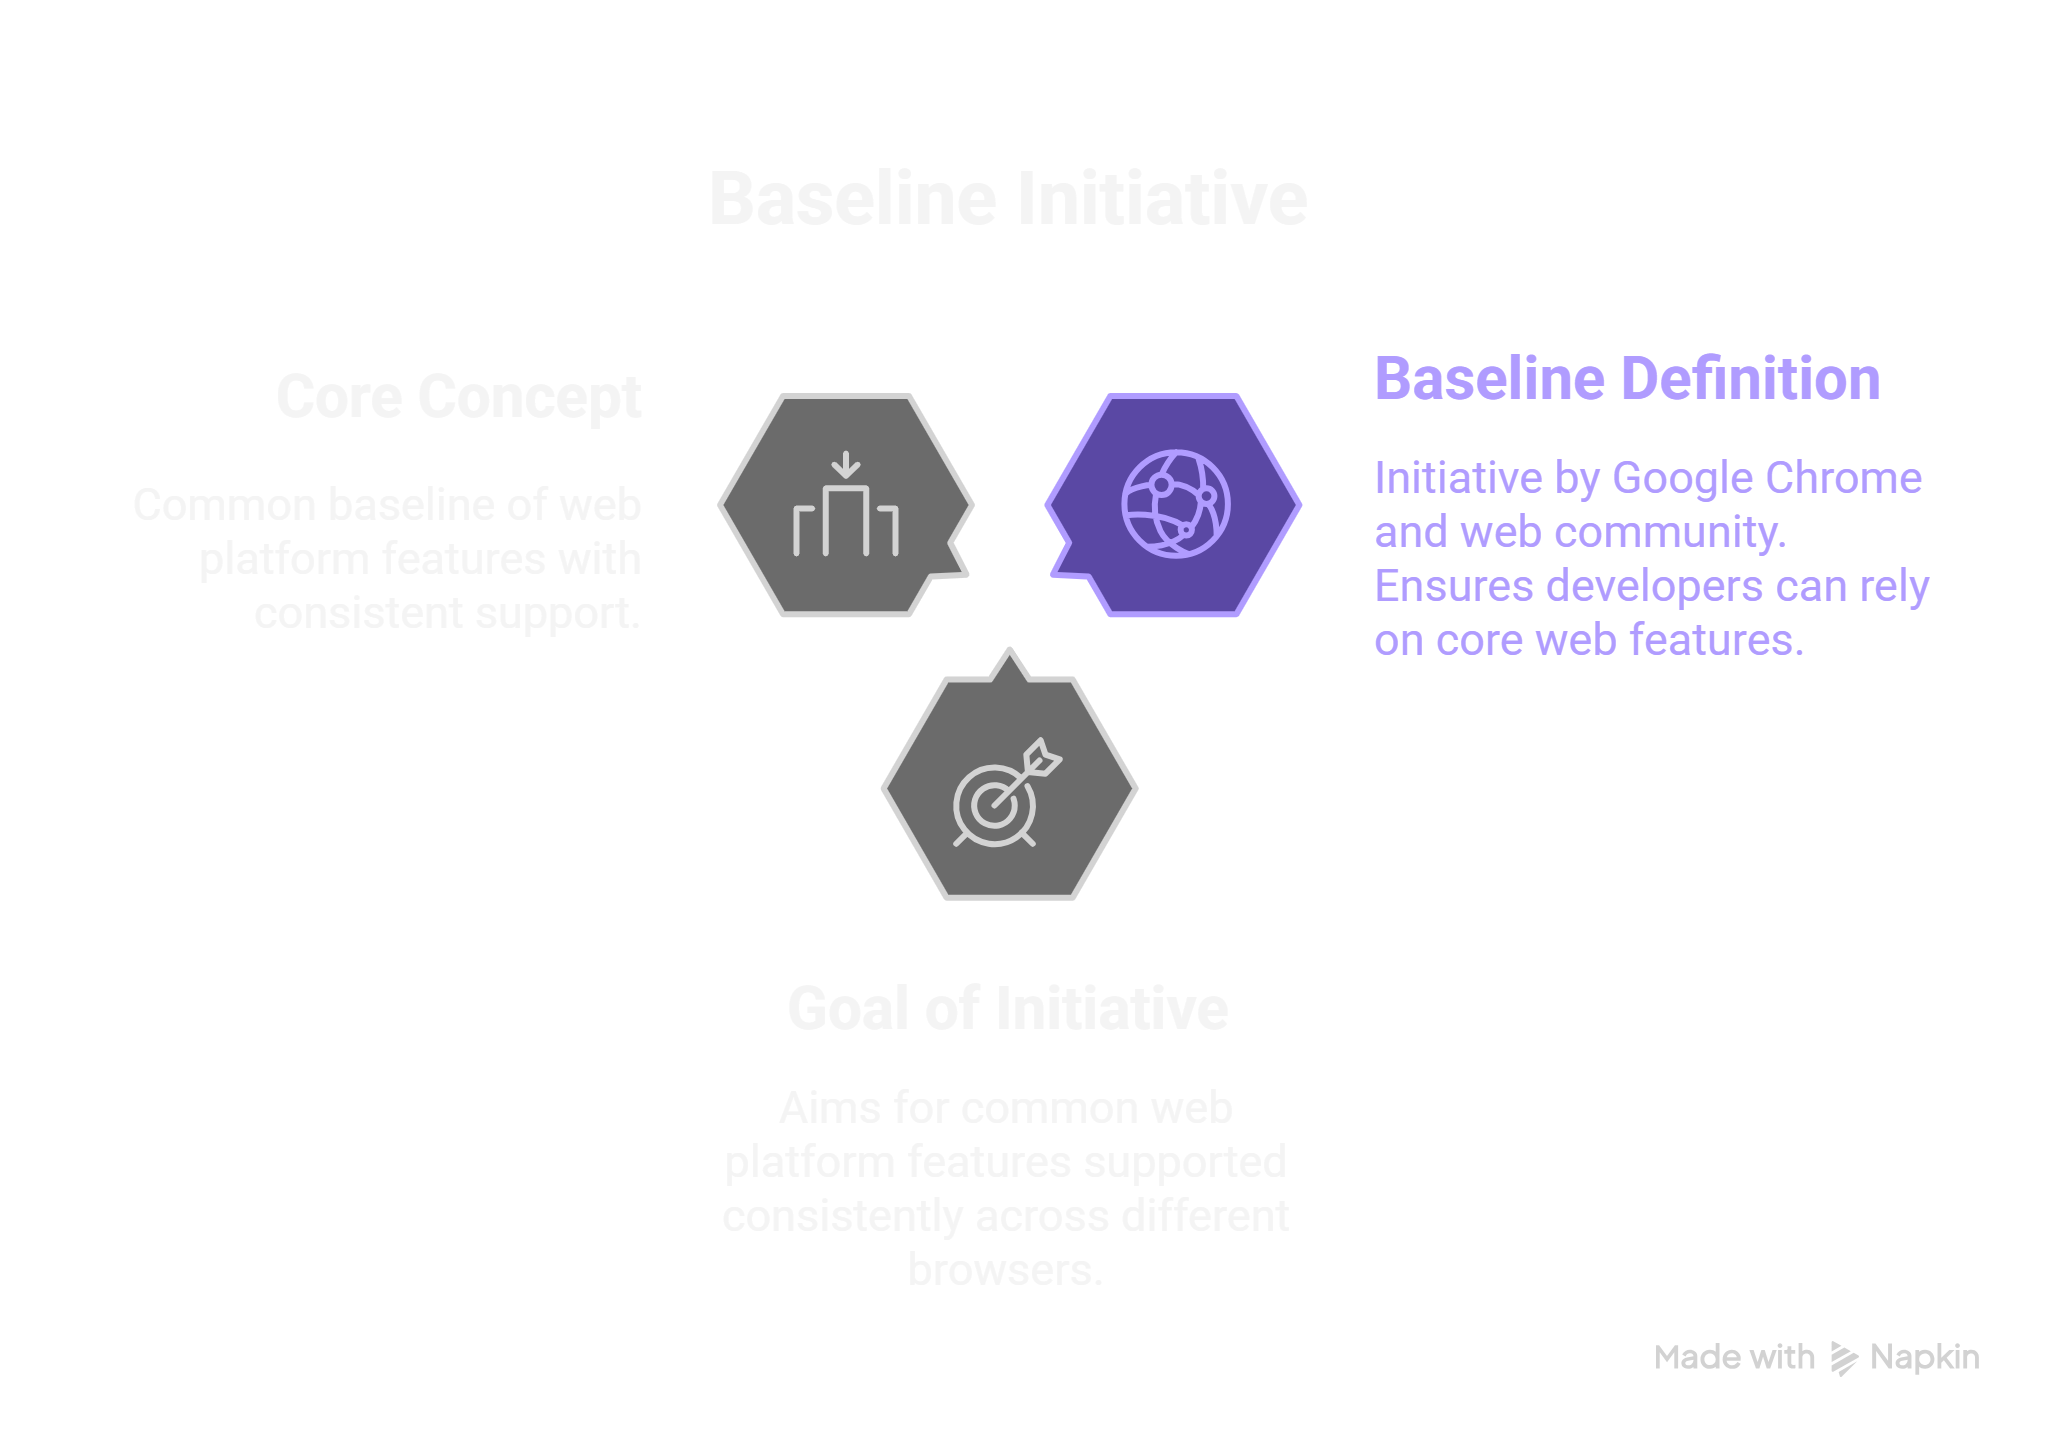 Baseline Initiative
Core Concept
Common baseline of web
platform features with
consistent support.
Baseline Definition
Initiative by Google Chrome
and web community.
Ensures developers can rely
on core web features.
Goal of Initiative
Aims for common web
platform features supported
consistently across different
browsers.
Made with Napkin